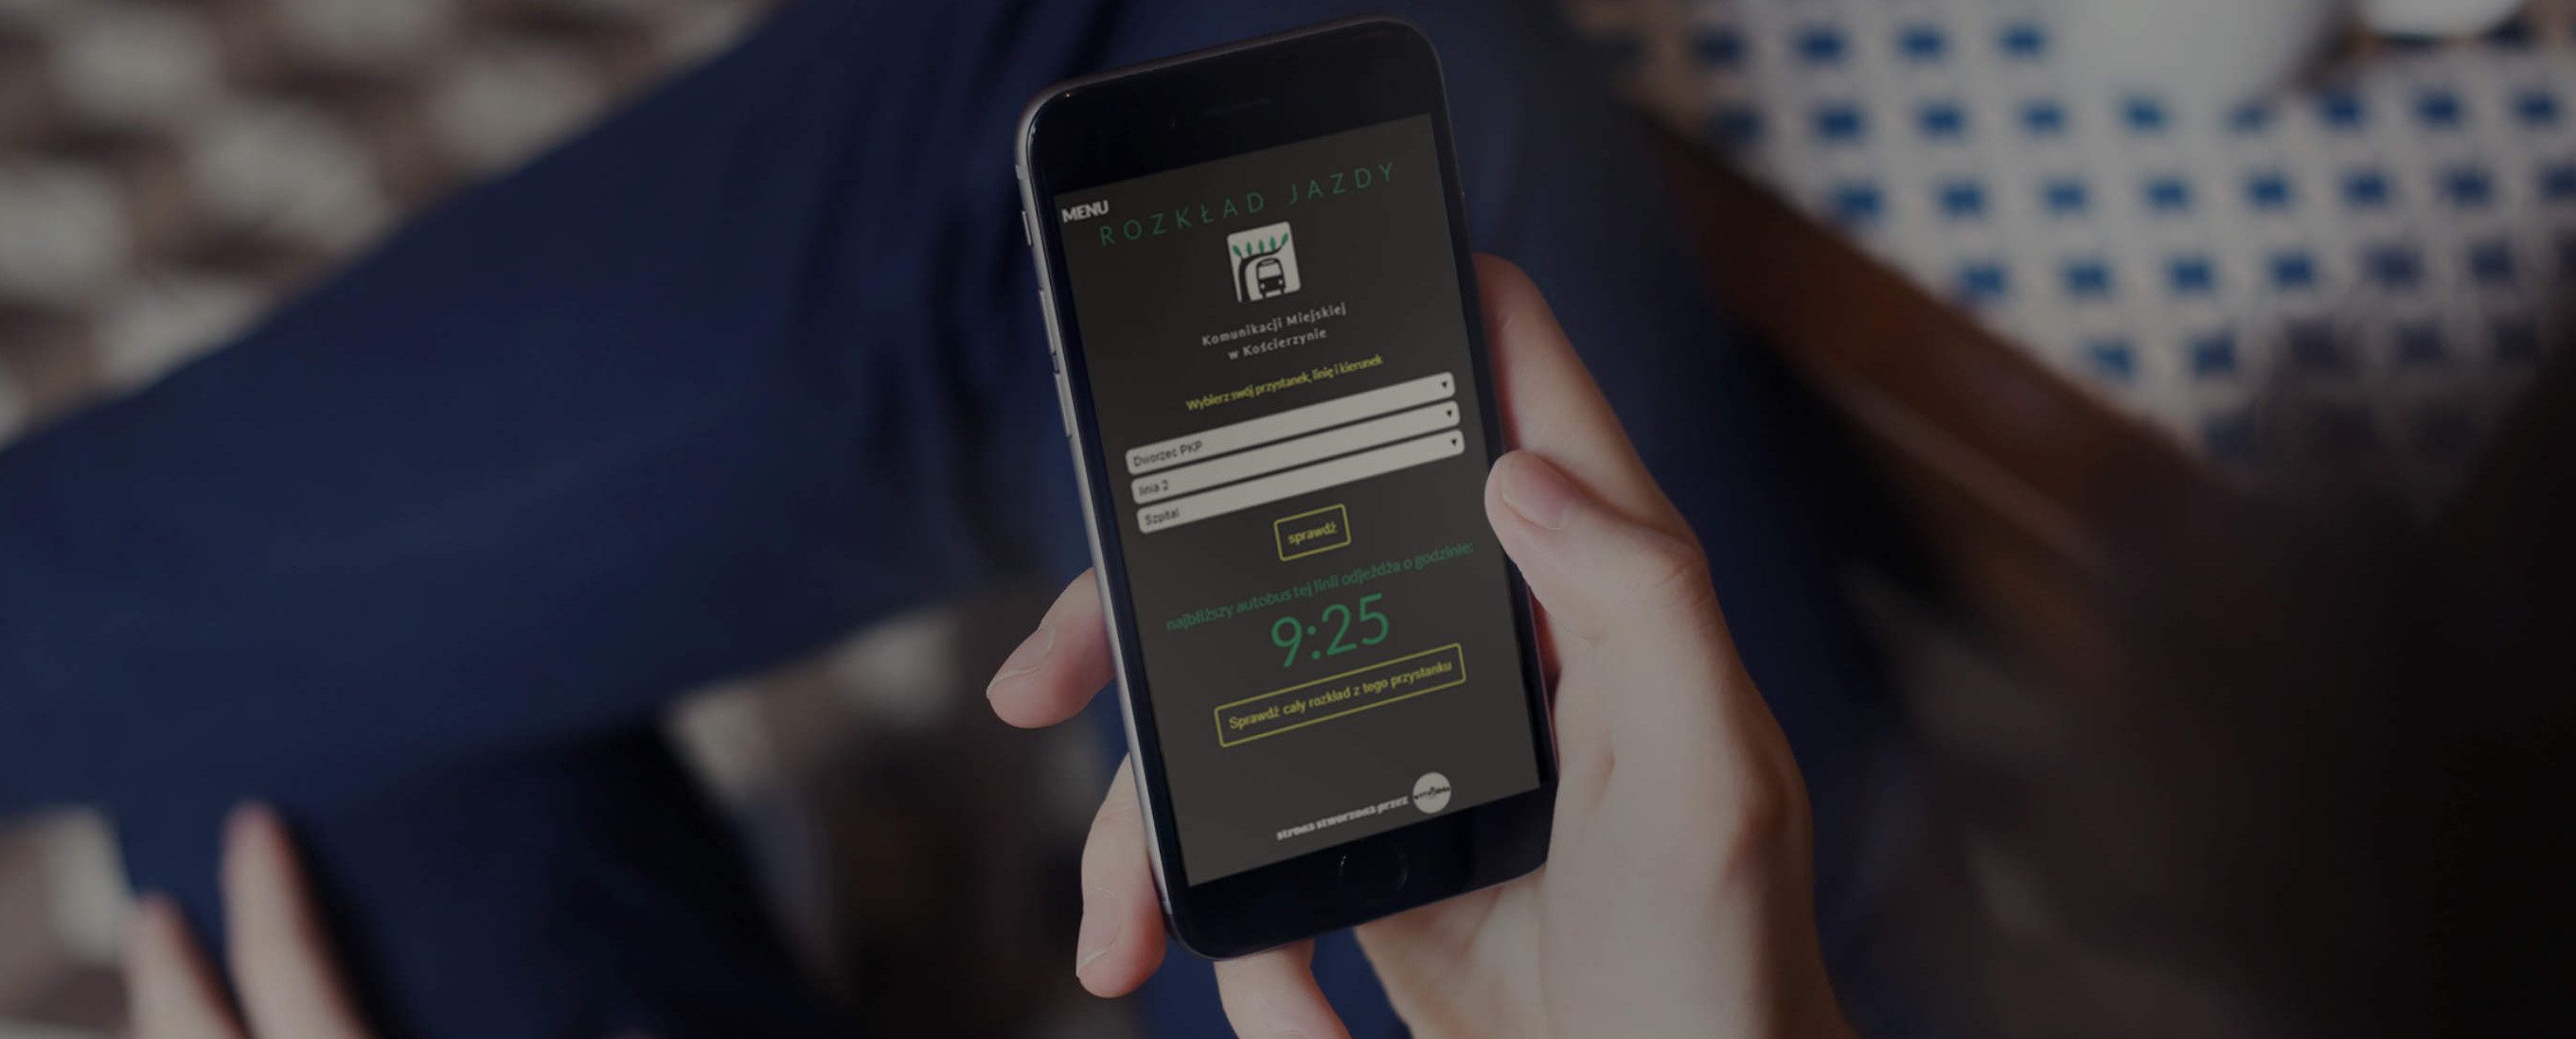 MENU
ROZKŁAD JAZDY
Komunikacji Miejskiej
w Kościerzynie
Wybierz swój przystanek, linię i kierunek
Dworzec PKP
linia 2
Szpital
sprawdź
najbliższy autobus tej linii odjeżdża o godzinie:
9:25
Sprawdź cały rozkład z tego przystanku
strona stworzona przez